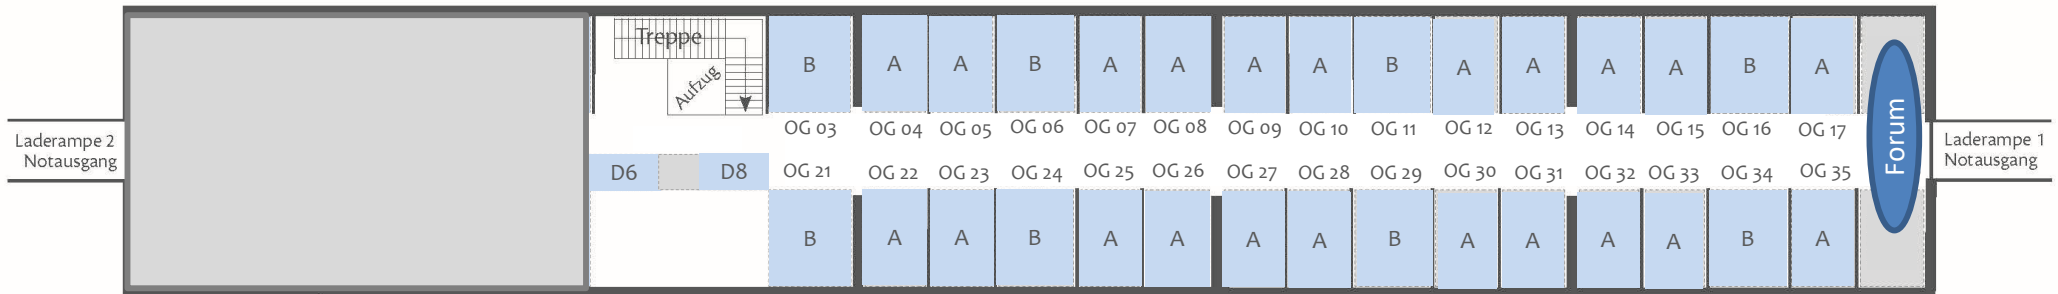 Treppe
Aufzug
B A A B A A A A B A A A A B A
OG 03 OG 04 OG 05 OG 06 OG 07 OG 08 OG 09 OG 10 OG 11 OG 12 OG 13 OG 14 OG 15 OG 16 OG 17
Laderampe 2
Notausgang
D6 D8
OG 21 OG 22 OG 23 OG 24 OG 25 OG 26 OG 27 OG 28 OG 29 OG 30 OG 31 OG 32 OG 33 OG 34 OG 35
Forum
Laderampe 1
Notausgang
B A A B A A A A B A A A A B A